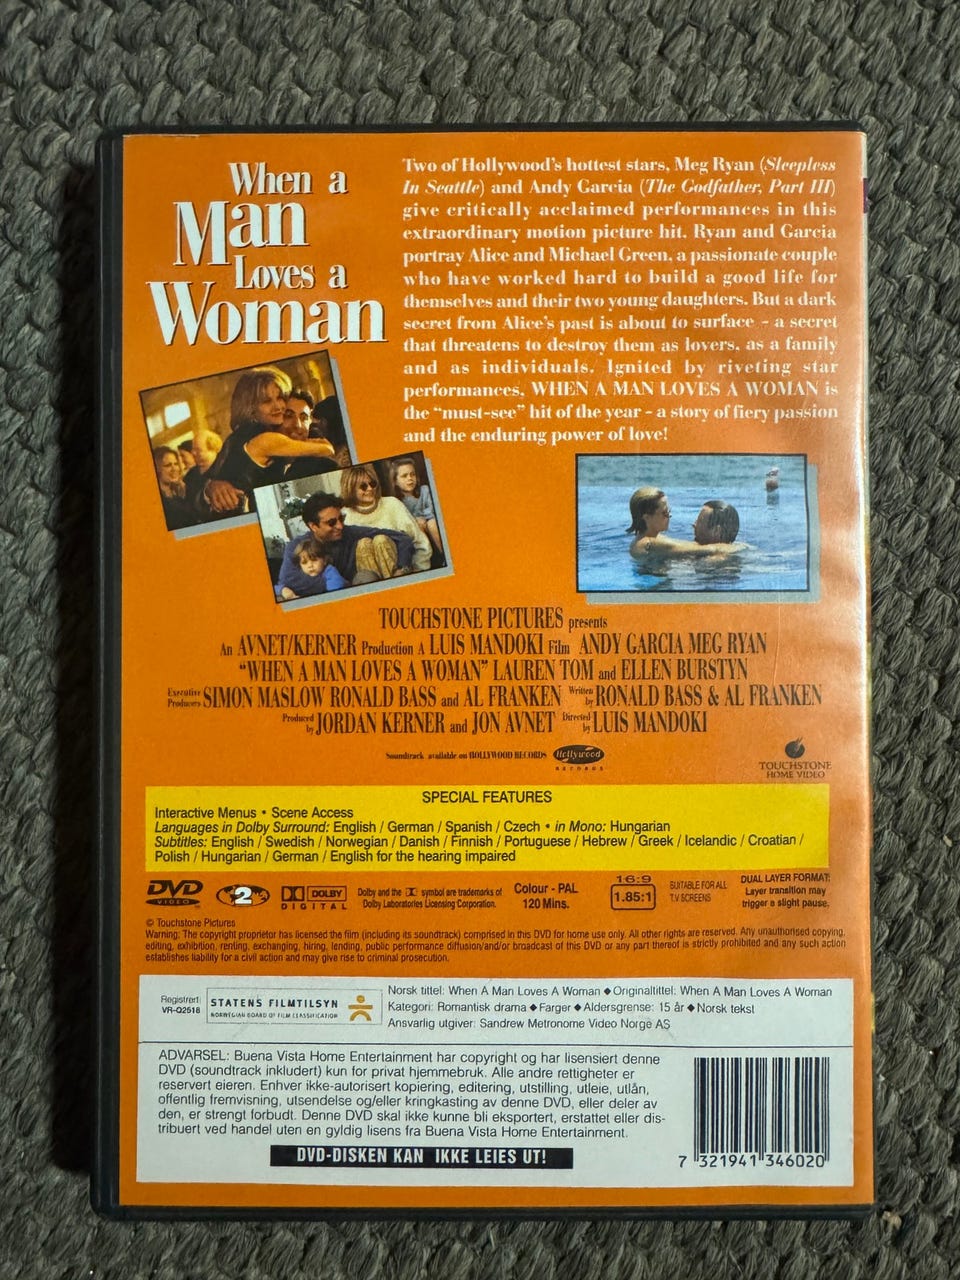 When a
Man
Loves a
Woman
Two of Hollywood's hottest stars, Meg Ryan (Sleepless
In Seattle) and Andy Garcia (The Godfather, Part III)
give critically acclaimed performances in this
extraordinary motion picture hit. Ryan and Garcia
portray Alice and Michael Green, a passionate couple
who have worked hard to build a good life for
themselves and their two young daughters. But a dark
secret from Alice's past is about to surface - a secret
that threatens to destroy them as lovers, as a family
and as individuals. Ignited by riveting star
performances, WHEN A MAN LOVES A WOMAN is
the "must-see" hit of the year - a story of fiery passion
and the enduring power of love!
TOUCHSTONE PICTURES presents
An AVNET/KERNER Production A LUIS MANDOKI Film ANDY GARCIA MEG RYAN
"WHEN A MAN LOVES A WOMAN" LAUREN TOM and ELLEN BURSTYN
Executive Producers SIMON MASLOW RONALD BASS and AL FRANKEN Written by RONALD BASS & AL FRANKEN
Produced by JORDAN KERNER and JON AVNET Directed by LUIS MANDOKI
Soundtrack available on HOLLYWOOD RECORDS
Hollywood
RECORDS
TOUCHSTONE
HOME VIDEO
SPECIAL FEATURES
Interactive Menus • Scene Access
Languages in Dolby Surround: English / German / Spanish / Czech • in Mono: Hungarian
Subtitles: English / Swedish / Norwegian / Danish / Finnish / Portuguese / Hebrew / Greek / Icelandic / Croatian /
Polish / Hungarian / German / English for the hearing impaired
DVD
VIDEO
2
DOLBY
DIGITAL
Dolby and the symbol are trademarks of
Dolby Laboratories Licensing Corporation.
Colour - PAL
120 Mins.
16:9
1.85:1
SUITABLE FOR ALL
T.V SCREENS
DUAL LAYER FORMAT:
Layer transition may
trigger a slight pause.
© Touchstone Pictures
Warning: The copyright proprietor has licensed the film (including its soundtrack) comprised in this DVD for home use only. All other rights are reserved. Any unauthorised copying,
editing, exhibition, renting, exchanging, hiring, lending, public performance diffusion/and/or broadcast of this DVD or any part thereof is strictly prohibited and any such action
establishes liability for a civil action and may give rise to criminal prosecution.
Registrert:
VR-Q2518
STATENS FILMTILSYN
NORWEGIAN BOARD OF FILM CLASSIFICATION
Norsk tittel: When A Man Loves A Woman ◆ Originaltittel: When A Man Loves A Woman
Kategori: Romantisk drama ◆ Farger ◆ Aldersgrense: 15 år ◆ Norsk tekst
Ansvarlig utgiver: Sandrew Metronome Video Norge AS
ADVARSEL: Buena Vista Home Entertainment har copyright og har lisensiert denne
DVD (soundtrack inkludert) kun for privat hjemmebruk. Alle andre rettigheter er
reservert eieren. Enhver ikke-autorisert kopiering, editering, utstilling, utleie, utlån,
offentlig fremvisning, utsendelse og/eller kringkasting av denne DVD, eller deler av
den, er strengt forbudt. Denne DVD skal ikke kunne bli eksportert, erstattet eller dis-
tribuert ved handel uten en gyldig lisens fra Buena Vista Home Entertainment.
DVD-DISKEN KAN IKKE LEIES UT!
7 321941 346020